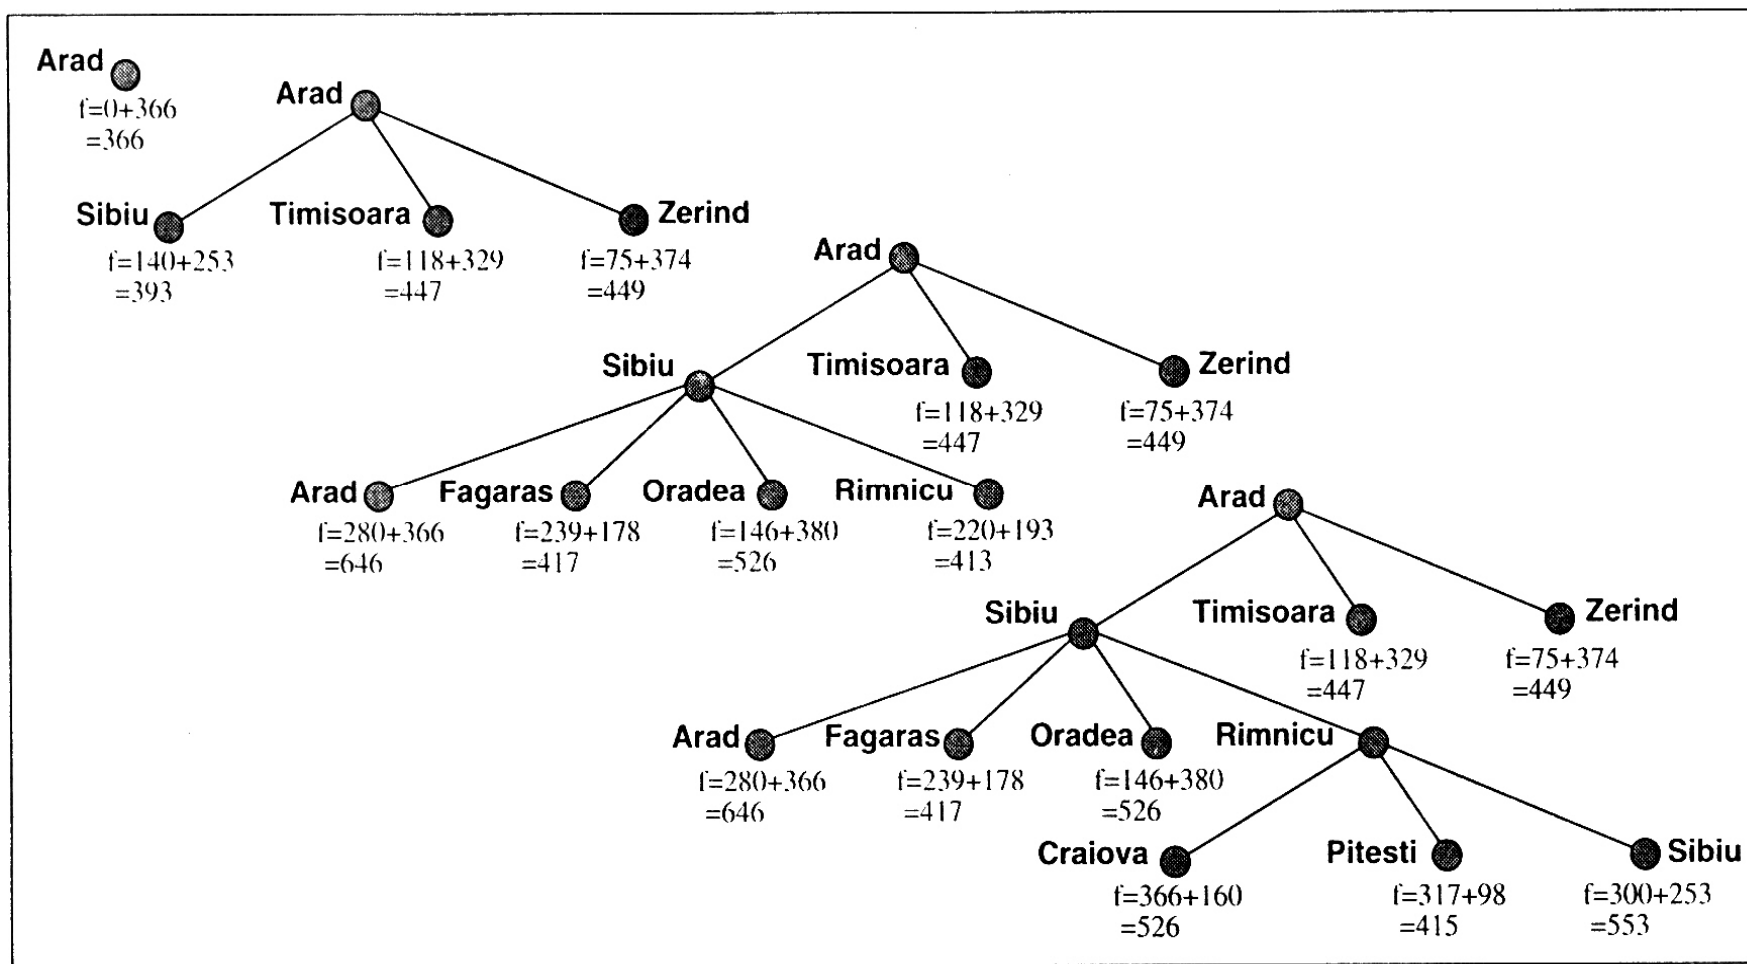 Arad
f=0+366
=366
Arad
Sibiu
f=140+253
=393
Timisoara
f=118+329
=447
Zerind
f=75+374
=449
Arad
Sibiu
Timisoara
f=118+329
=447
Zerind
f=75+374
=449
Arad
f=280+366
=646
Fagaras
f=239+178
=417
Oradea
f=146+380
=526
Rimnicu
f=220+193
=413
Arad
Sibiu
Timisoara
f=118+329
=447
Zerind
f=75+374
=449
Arad
f=280+366
=646
Fagaras
f=239+178
=417
Oradea
f=146+380
=526
Rimnicu
Craiova
f=366+160
=526
Pitesti
f=317+98
=415
Sibiu
f=300+253
=553